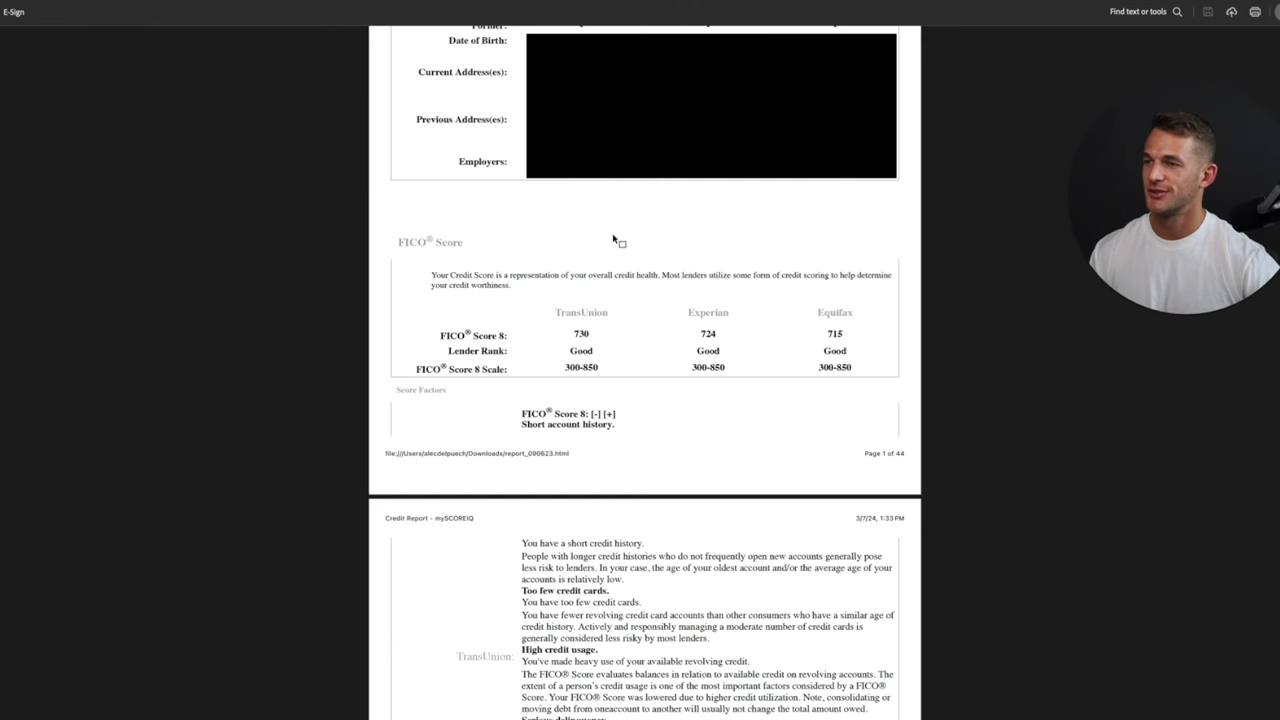 E-Sign
Find text or tools
Former:
Date of Birth:
Current Address(es):
Previous Address(es):
Employers:
FICO® Score
Your Credit Score is a representation of your overall credit health. Most lenders utilize some form of credit scoring to help determine
your credit worthiness.
TransUnion Experian Equifax
FICO® Score 8: 730 724 715
Lender Rank: Good Good Good
FICO® Score 8 Scale: 300-850 300-850 300-850
Score Factors
FICO® Score 8: [-] [+]
Short account history.
file:///Users/alecdelpuech/Downloads/report_090623.html Page 1 of 44
Credit Report - mySCOREIQ 3/7/24, 1:33 PM
You have a short credit history.
People with longer credit histories who do not frequently open new accounts generally pose
less risk to lenders. In your case, the age of your oldest account and/or the average age of your
accounts is relatively low.
Too few credit cards.
You have too few credit cards.
You have fewer revolving credit card accounts than other consumers who have a similar age of
credit history. Actively and responsibly managing a moderate number of credit cards is
generally considered less risky by most lenders.
High credit usage.
TransUnion: You've made heavy use of your available revolving credit.
The FICO® Score evaluates balances in relation to available credit on revolving accounts. The
extent of a person's credit usage is one of the most important factors considered by a FICO®
Score. Your FICO® Score was lowered due to higher credit utilization. Note, consolidating or
moving debt from oneaccount to another will usually not change the total amount owed.
Serious delinquency.